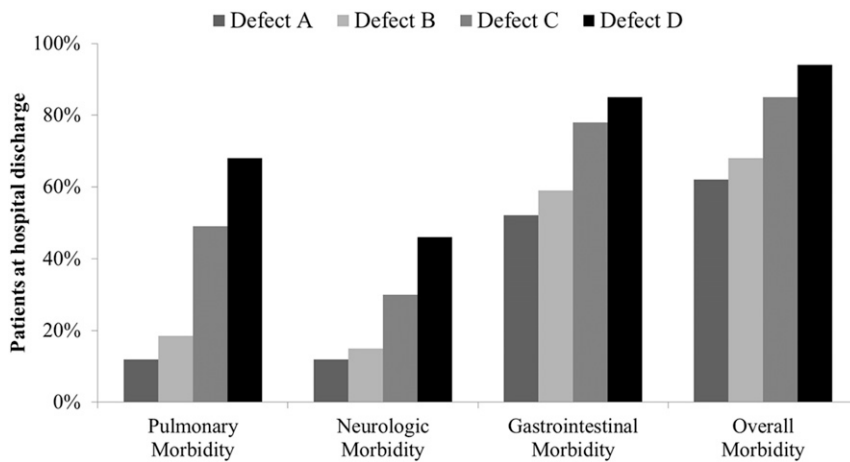 Defect A Defect B Defect C Defect D
100%
80%
60%
40%
20%
0%
Patients at hospital discharge
Pulmonary
Morbidity
Neurologic
Morbidity
Gastrointestinal
Morbidity
Overall
Morbidity